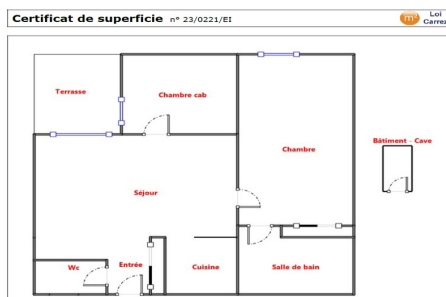 Certificat de superficie n° 23/0221/EI
m² Loi Carrez
Terrasse
Chambre cab
Chambre
Bâtiment - Cave
Séjour
Wc
Entrée
Cuisine
Salle de bain